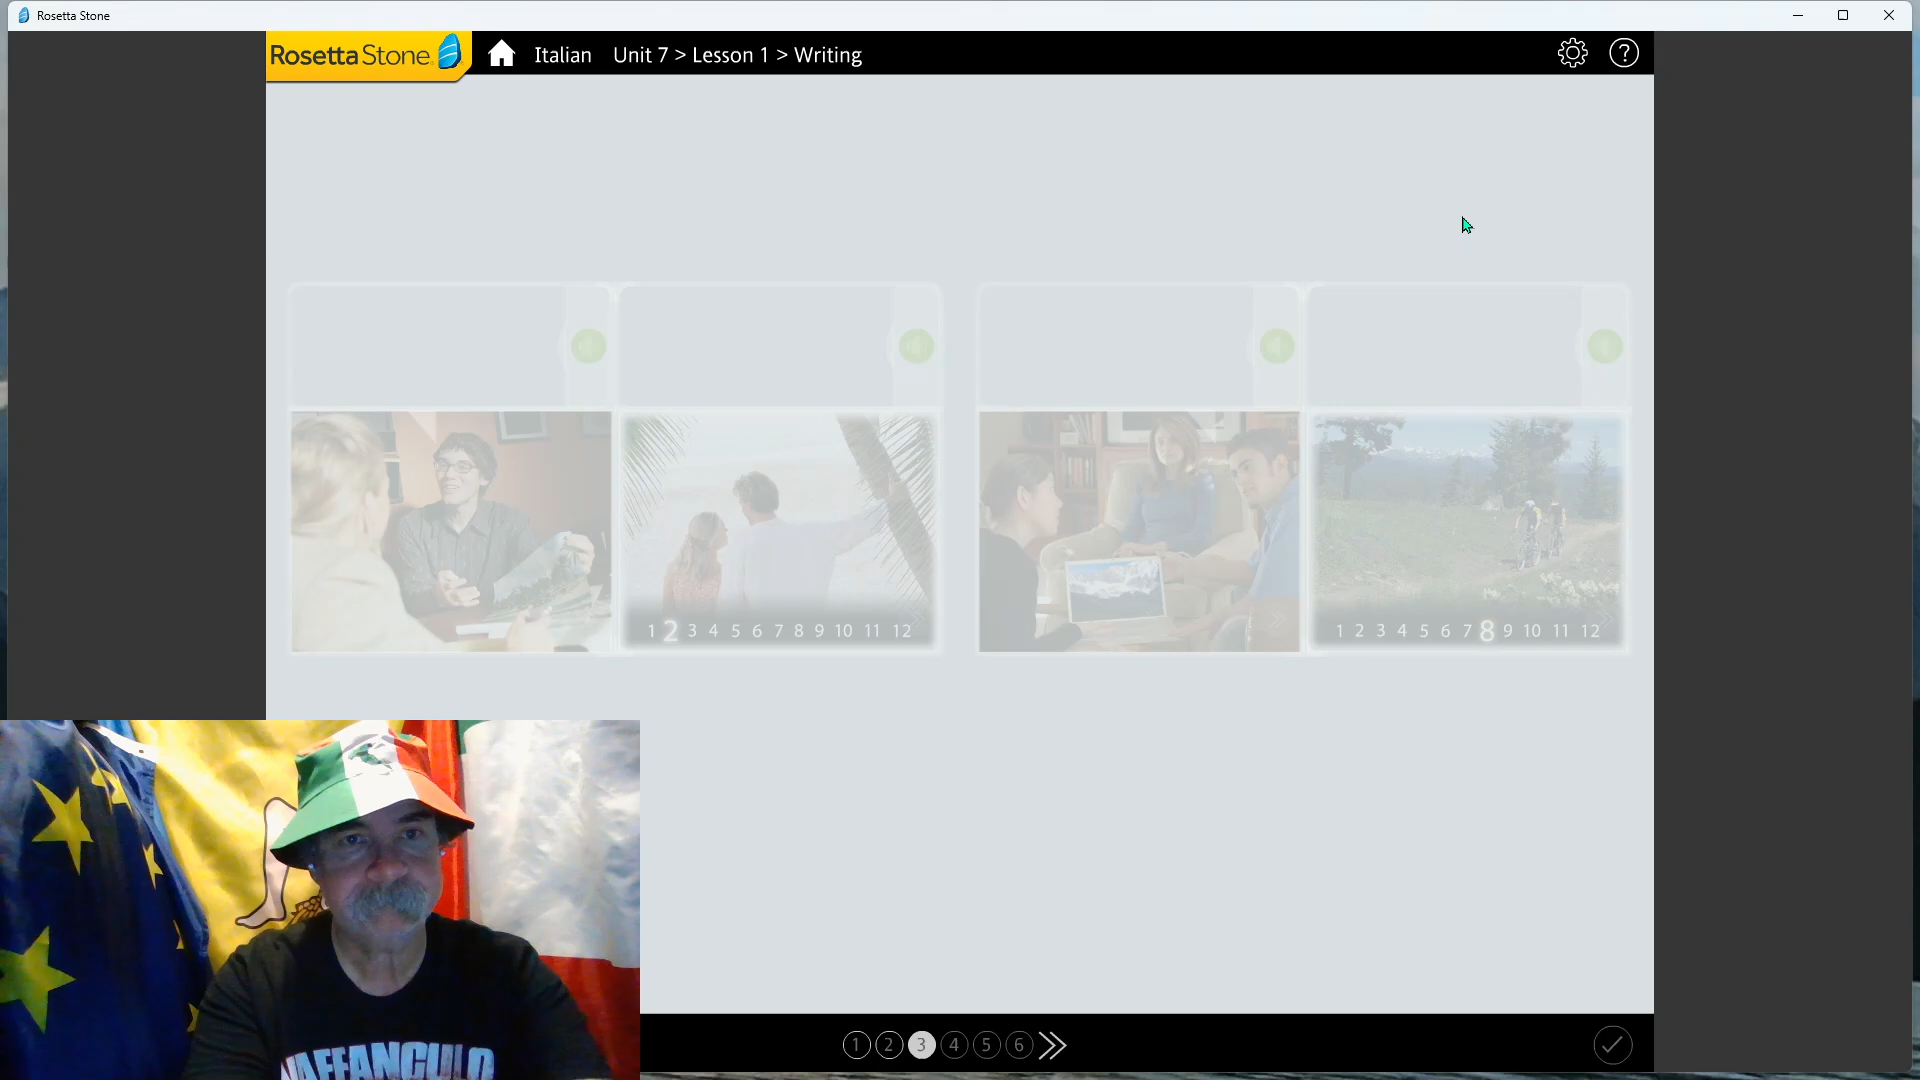 Rosetta Stone
RosettaStone
Italian Unit 7 > Lesson 1 > Writing
?
1 2 3 4 5 6 7 8 9 10 11 12
1 2 3 4 5 6 7 8 9 10 11 12
VAFFANCULO
1 2 3 4 5 6